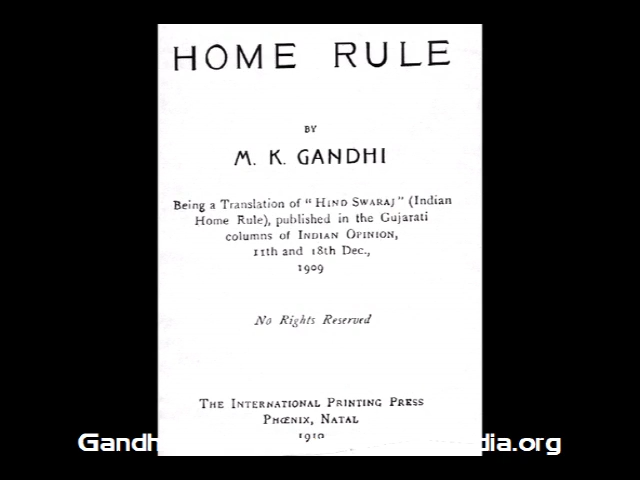 HOME RULE
BY
M. K. GANDHI
Being a Translation of "HIND SWARAJ" (Indian
Home Rule), published in the Gujarati
columns of INDIAN OPINION,
11th and 18th Dec.,
1909
No Rights Reserved
THE INTERNATIONAL PRINTING PRESS
PHŒNIX, NATAL
1910